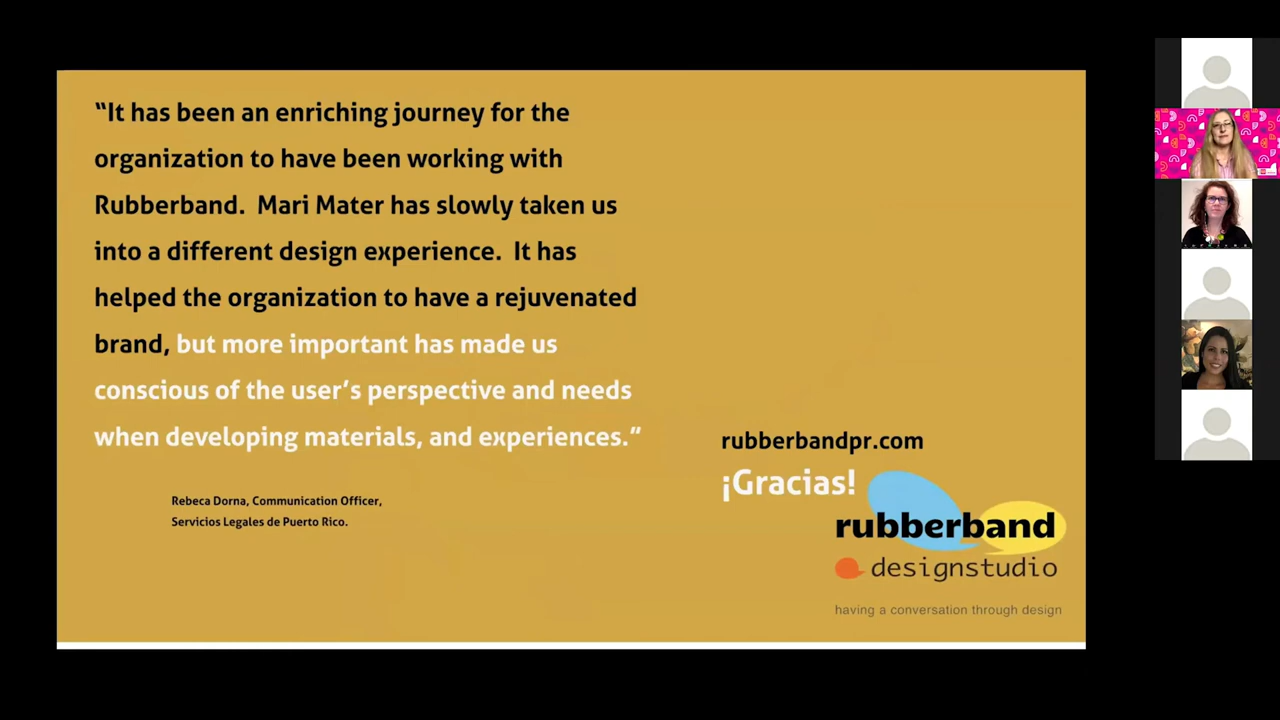 “It has been an enriching journey for the
organization to have been working with
Rubberband.  Mari Mater has slowly taken us
into a different design experience.  It has
helped the organization to have a rejuvenated
brand, but more important has made us
conscious of the user’s perspective and needs
when developing materials, and experiences.”
Rebeca Dorna, Communication Officer,
Servicios Legales de Puerto Rico.
rubberbandpr.com
¡Gracias!
rubberband
designstudio
having a conversation through design